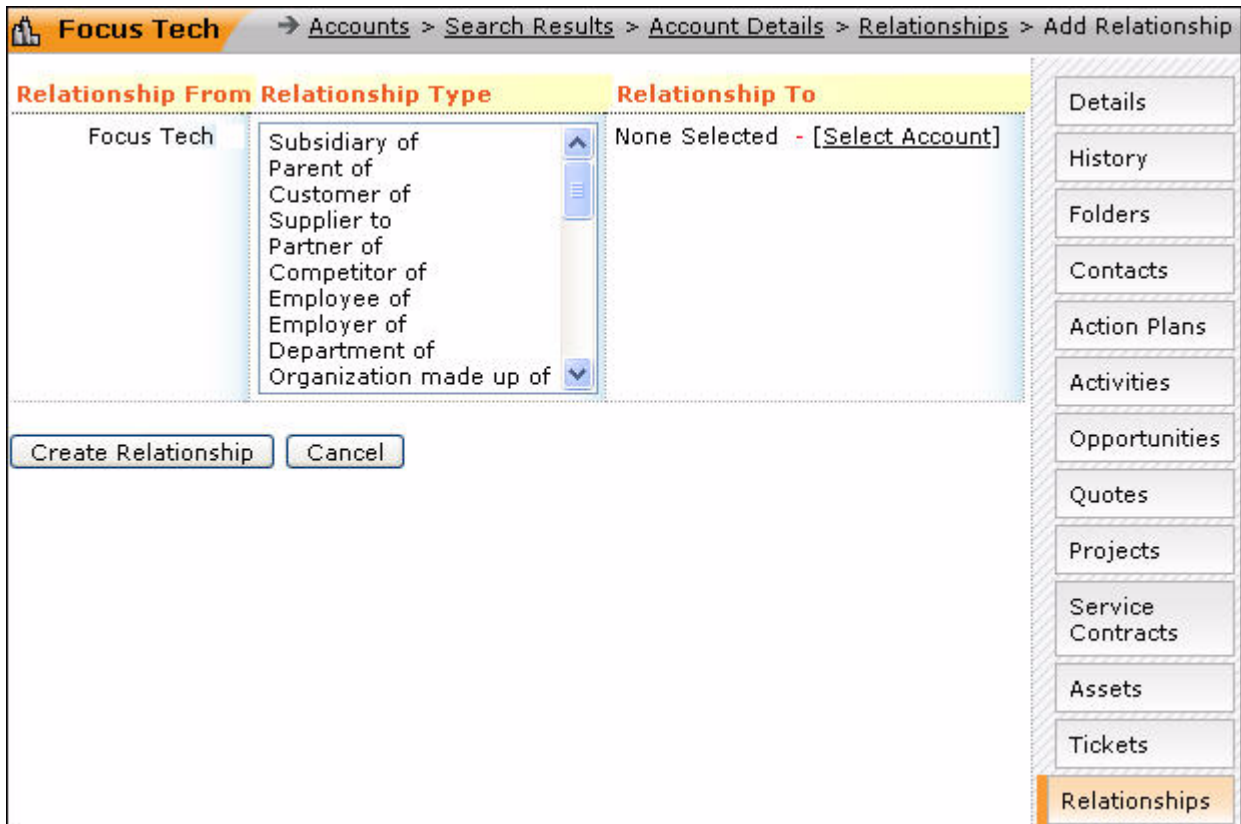 Focus Tech → Accounts > Search Results > Account Details > Relationships > Add Relationship
Relationship From Relationship Type Relationship To
Focus Tech
Subsidiary of
Parent of
Customer of
Supplier to
Partner of
Competitor of
Employee of
Employer of
Department of
Organization made up of
None Selected - [Select Account]
Create Relationship Cancel
Details
History
Folders
Contacts
Action Plans
Activities
Opportunities
Quotes
Projects
Service
Contracts
Assets
Tickets
Relationships